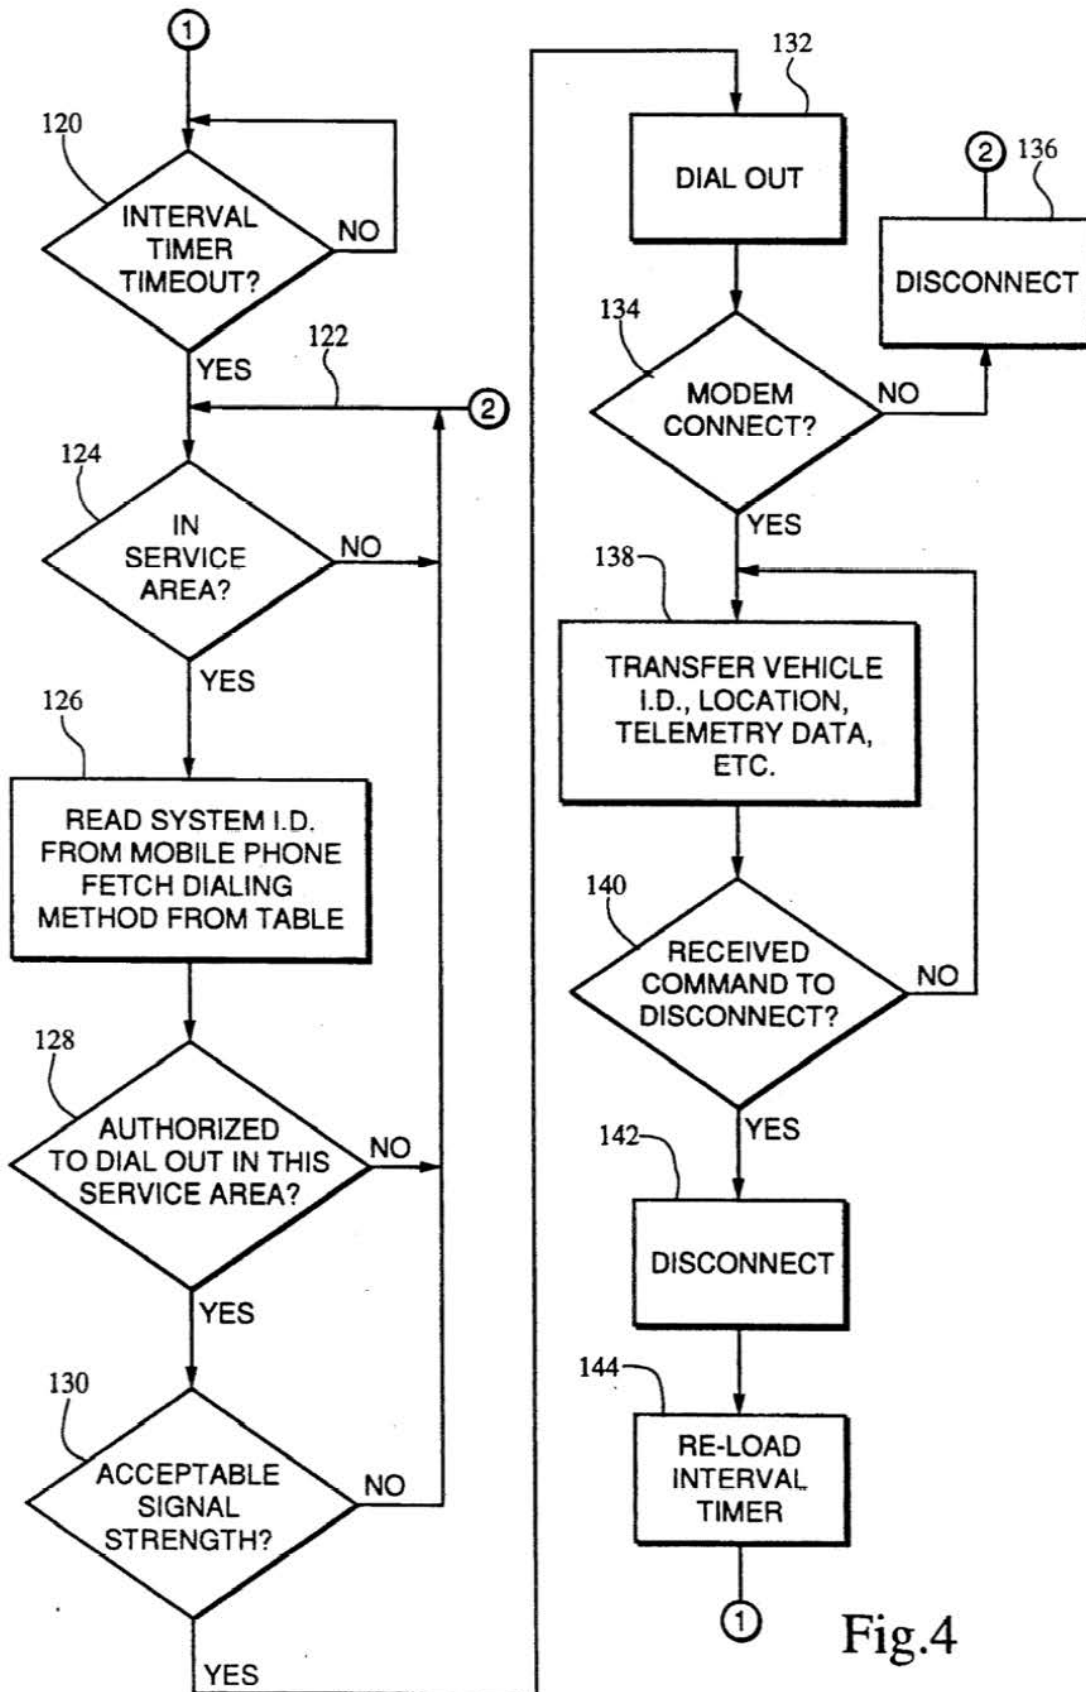 1
120
INTERVAL
TIMER
TIMEOUT?
NO
YES
122
2
124
IN
SERVICE
AREA?
NO
YES
126
READ SYSTEM I.D.
FROM MOBILE PHONE
FETCH DIALING
METHOD FROM TABLE
128
AUTHORIZED
TO DIAL OUT IN THIS
SERVICE AREA?
NO
YES
130
ACCEPTABLE
SIGNAL
STRENGTH?
NO
YES
132
DIAL OUT
134
MODEM
CONNECT?
NO
2
136
DISCONNECT
YES
138
TRANSFER VEHICLE
I.D., LOCATION,
TELEMETRY DATA,
ETC.
140
RECEIVED
COMMAND TO
DISCONNECT?
NO
YES
142
DISCONNECT
144
RE-LOAD
INTERVAL
TIMER
1
Fig.4